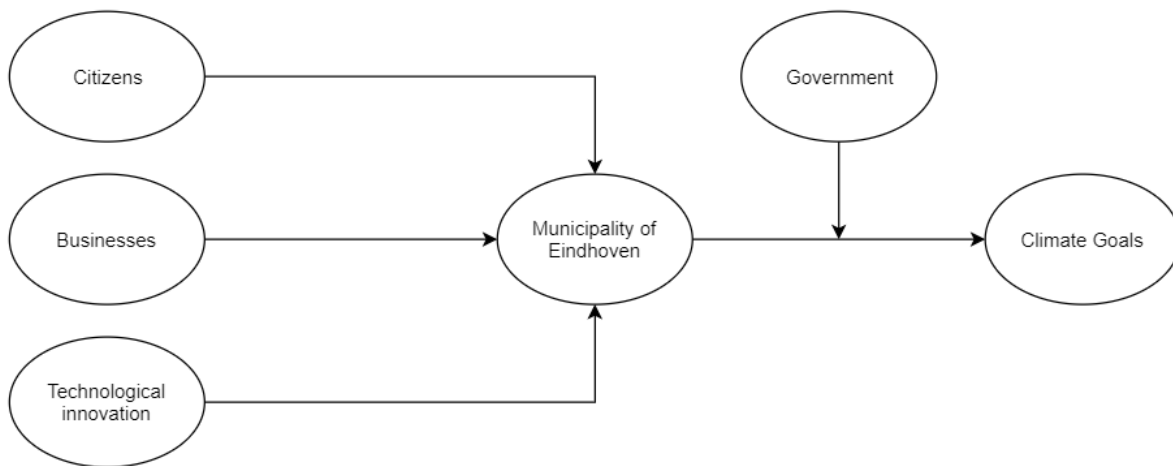 Citizens
Government
Businesses
Municipality of
Eindhoven
Climate Goals
Technological
innovation